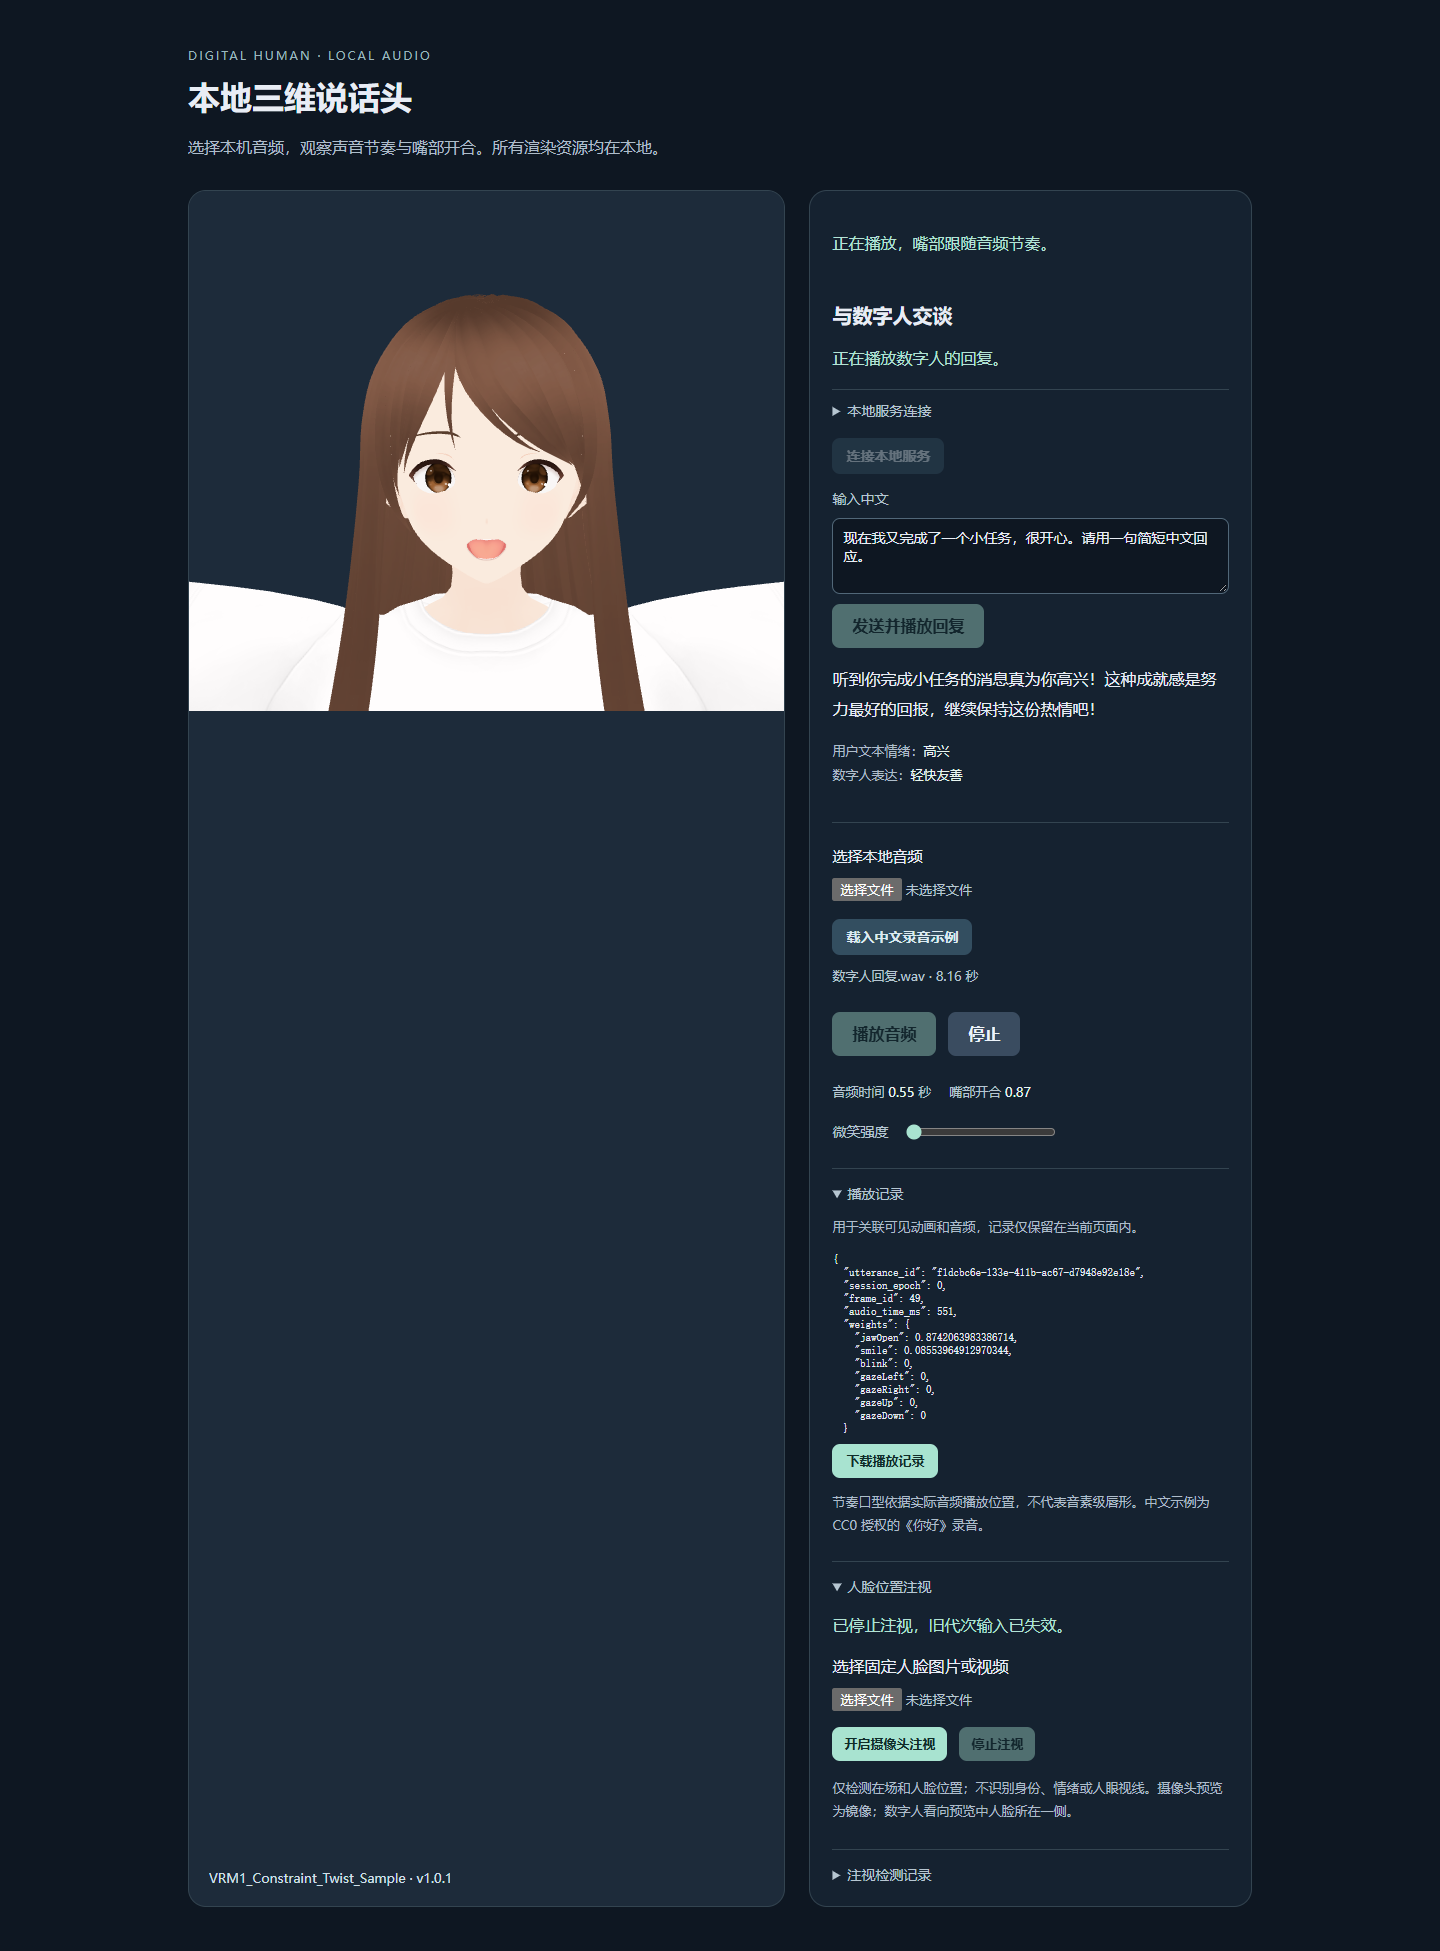 DIGITAL HUMAN · LOCAL AUDIO
本地三维说话头
选择本机音频，观察声音节奏与嘴部开合。所有渲染资源均在本地。
VRM1_Constraint_Twist_Sample · v1.0.1
正在播放，嘴部跟随音频节奏。
与数字人交谈
正在播放数字人的回复。
▶ 本地服务连接
连接本地服务
输入中文
现在我又完成了一个小任务，很开心。请用一句简短中文回
应。
发送并播放回复
听到你完成小任务的消息真为你高兴！这种成就感是努
力最好的回报，继续保持这份热情吧！
用户文本情绪：高兴
数字人表达：轻快友善
选择本地音频
选择文件 未选择文件
载入中文录音示例
数字人回复.wav · 8.16 秒
播放音频 停止
音频时间 0.55 秒 嘴部开合 0.87
微笑强度
▼ 播放记录
用于关联可见动画和音频，记录仅保留在当前页面内。
{
"utterance_id": "f1dcbc6e-133e-411b-ac67-d7948e92e18e",
"session_epoch": 0,
"frame_id": 49,
"audio_time_ms": 551,
"weights": {
"jawOpen": 0.8742063983386714,
"smile": 0.08553964912970344,
"blink": 0,
"gazeLeft": 0,
"gazeRight": 0,
"gazeUp": 0,
"gazeDown": 0
}
下载播放记录
节奏口型依据实际音频播放位置，不代表音素级唇形。中文示例为
CC0 授权的《你好》录音。
▼ 人脸位置注视
已停止注视，旧代次输入已失效。
选择固定人脸图片或视频
选择文件 未选择文件
开启摄像头注视 停止注视
仅检测在场和人脸位置；不识别身份、情绪或人眼视线。摄像头预览
为镜像；数字人看向预览中人脸所在一侧。
▶ 注视检测记录